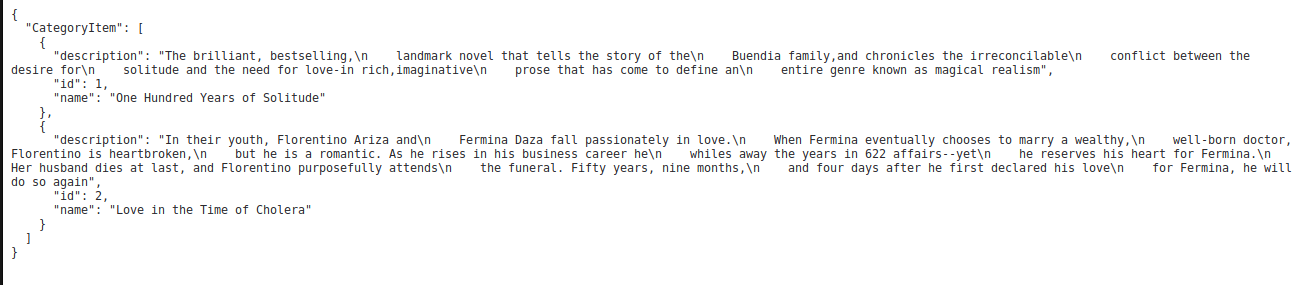 {
  "CategoryItem": [
    {
      "description": "The brilliant, bestselling,\n    landmark novel that tells the story of the\n    Buendia family,and chronicles the irreconcilable\n    conflict between the
desire for\n    solitude and the need for love-in rich,imaginative\n    prose that has come to define an\n    entire genre known as magical realism",
      "id": 1,
      "name": "One Hundred Years of Solitude"
    },
    {
      "description": "In their youth, Florentino Ariza and\n    Fermina Daza fall passionately in love.\n    When Fermina eventually chooses to marry a wealthy,\n    well-born doctor,
Florentino is heartbroken,\n    but he is a romantic. As he rises in his business career he\n    whiles away the years in 622 affairs--yet\n    he reserves his heart for Fermina.\n
Her husband dies at last, and Florentino purposefully attends\n    the funeral. Fifty years, nine months,\n    and four days after he first declared his love\n    for Fermina, he will
do so again",
      "id": 2,
      "name": "Love in the Time of Cholera"
    }
  ]
}